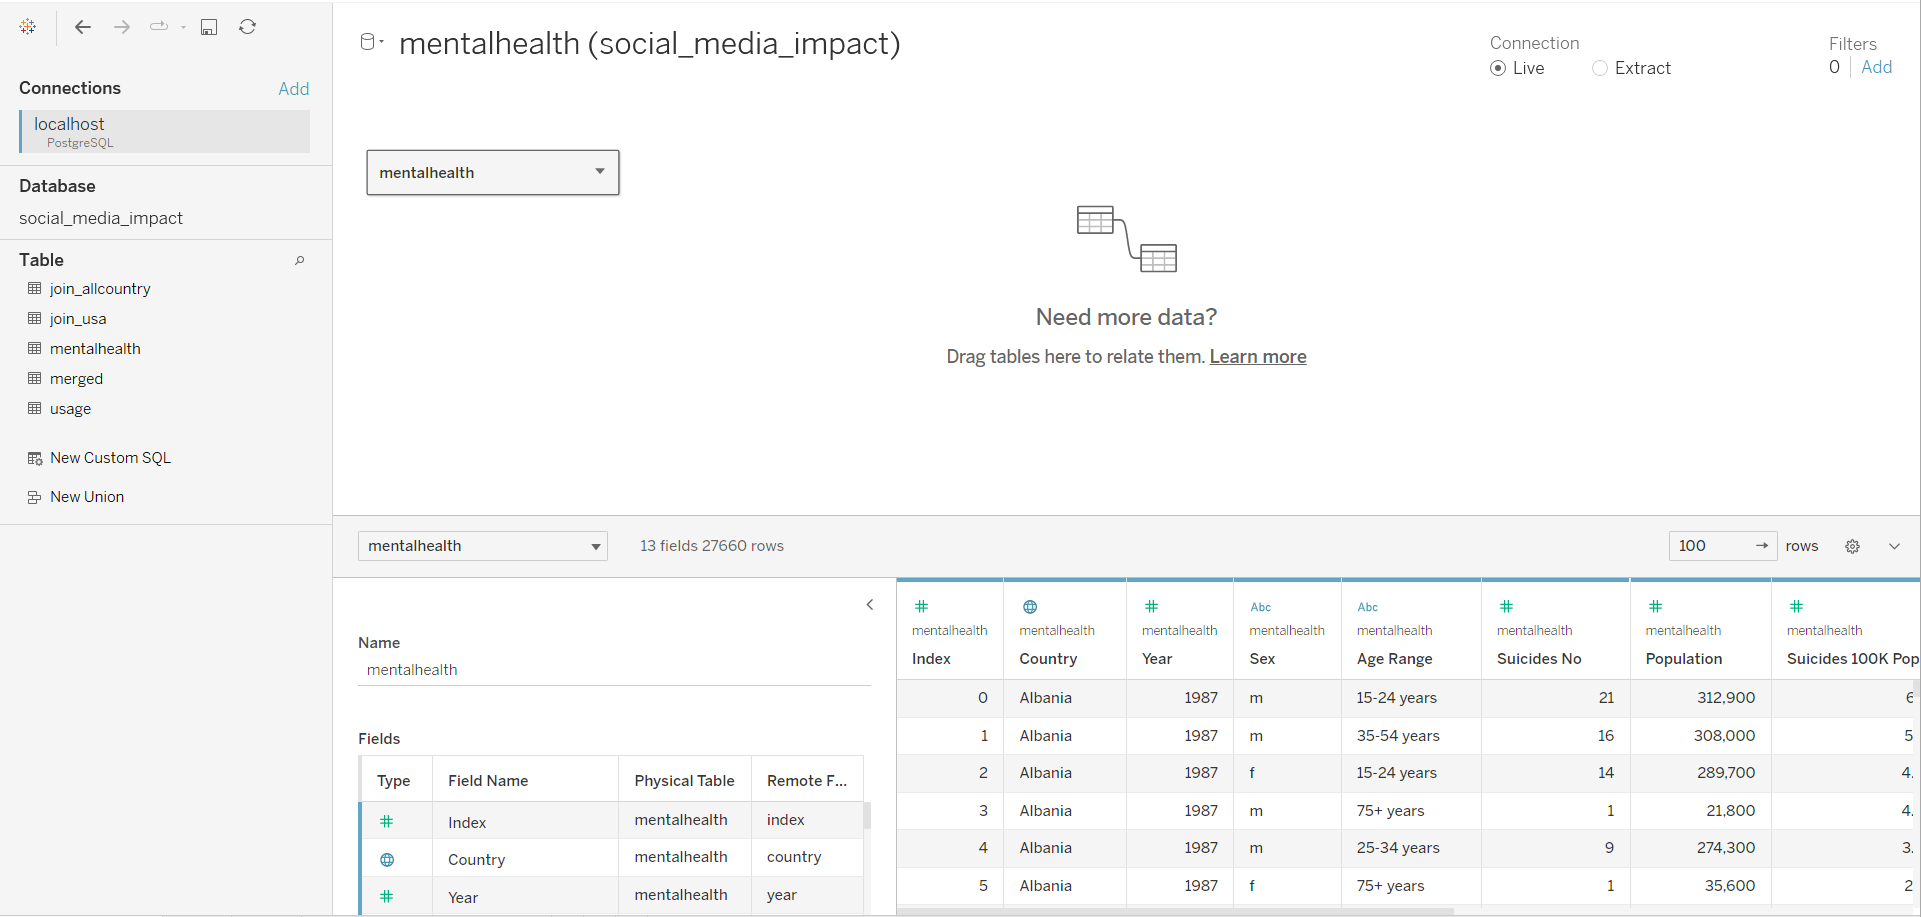 mentalhealth (social_media_impact)
Connection
Live
Extract
Filters
0
Add
Connections
Add
localhost
PostgreSQL
Database
social_media_impact
Table
join_allcountry
join_usa
mentalhealth
merged
usage
New Custom SQL
New Union
mentalhealth
Need more data?
Drag tables here to relate them. Learn more
mentalhealth
13 fields 27660 rows
100
rows
Name
mentalhealth
Fields
Type Field Name Physical Table Remote F...
Index mentalhealth index
Country mentalhealth country
Year mentalhealth year
Abc Abc
mentalhealth mentalhealth mentalhealth mentalhealth mentalhealth mentalhealth mentalhealth mentalhealth
Index Country Year Sex Age Range Suicides No Population Suicides 100K Pop
0 Albania 1987 m 15-24 years 21 312,900 6
1 Albania 1987 m 35-54 years 16 308,000 5
2 Albania 1987 f 15-24 years 14 289,700 4.
3 Albania 1987 m 75+ years 1 21,800 4.
4 Albania 1987 m 25-34 years 9 274,300 3.
5 Albania 1987 f 75+ years 1 35,600 2